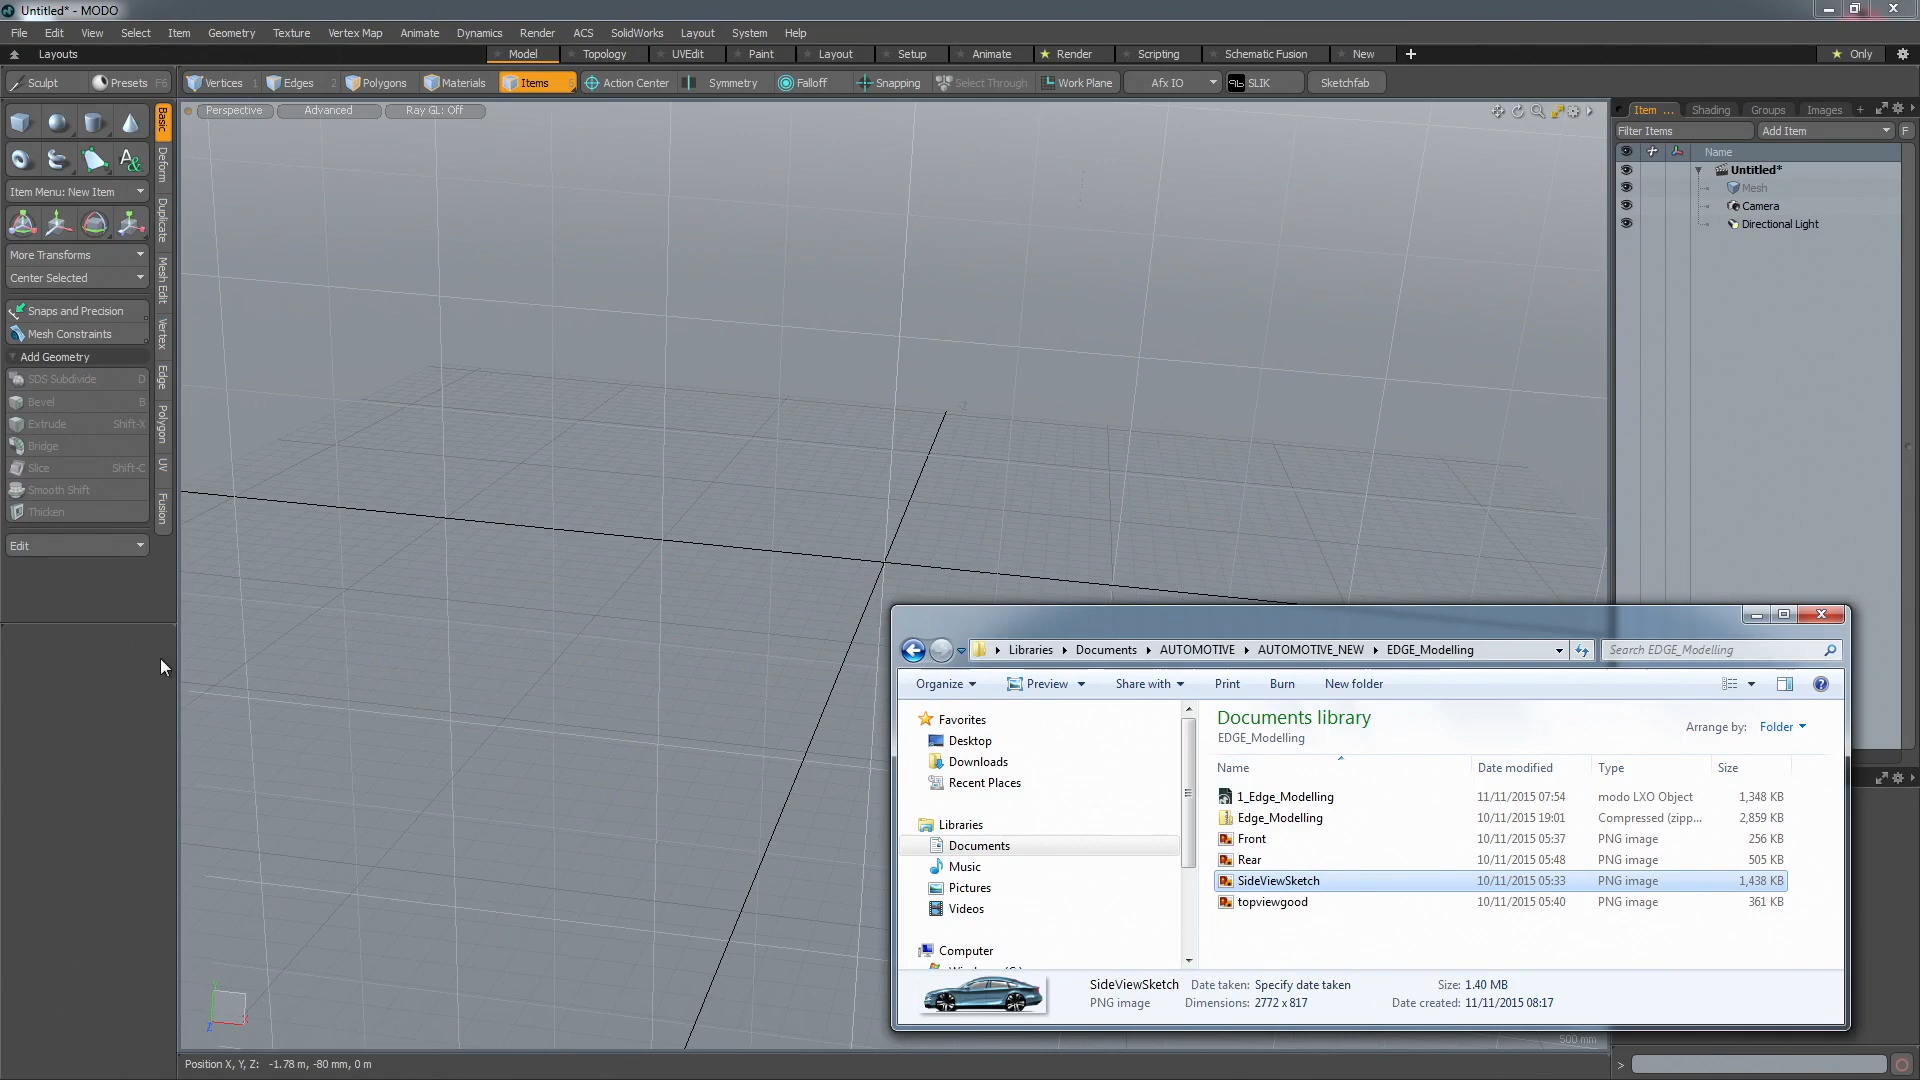 Untitled* - MODO
File Edit View Select Item Geometry Texture Vertex Map Animate Dynamics Render ACS SolidWorks Layout System Help
Layouts Model Topology UVEdit Paint Layout Setup Animate Render Scripting Schematic Fusion New + Only
Sculpt Presets F6 Vertices 1 Edges 2 Polygons Materials Items 5 Action Center Symmetry Falloff Snapping Select Through Work Plane Afx IO SLIK Sketchfab
Perspective Advanced Ray GL: Off
Item ... Shading Groups Images +
Filter Items Add Item F
Name
Untitled*
Mesh
Camera
Directional Light
Basic
Deform
Duplicate
Mesh Edit
Vertex
Edge
Polygon
UV
Fusion
Item Menu: New Item
More Transforms
Center Selected
Snaps and Precision
Mesh Constraints
Add Geometry
SDS Subdivide D
Bevel B
Extrude Shift-X
Bridge
Slice Shift-C
Smooth Shift
Thicken
Edit
-Z
Y
X
Z
Libraries Documents AUTOMOTIVE AUTOMOTIVE_NEW EDGE_Modelling Search EDGE_Modelling
Organize Preview Share with Print Burn New folder
Favorites
Desktop
Downloads
Recent Places
Libraries
Documents
Music
Pictures
Videos
Computer
Documents library
EDGE_Modelling
Arrange by: Folder
Name Date modified Type Size
1_Edge_Modelling 11/11/2015 07:54 modo LXO Object 1,348 KB
Edge_Modelling 10/11/2015 19:01 Compressed (zipp... 2,859 KB
Front 10/11/2015 05:37 PNG image 256 KB
Rear 10/11/2015 05:48 PNG image 505 KB
SideViewSketch 10/11/2015 05:33 PNG image 1,438 KB
topviewgood 10/11/2015 05:40 PNG image 361 KB
SideViewSketch Date taken: Specify date taken Size: 1.40 MB
PNG image Dimensions: 2772 x 817 Date created: 11/11/2015 08:17
500 mm
Position X, Y, Z: -1.78 m, -80 mm, 0 m
>